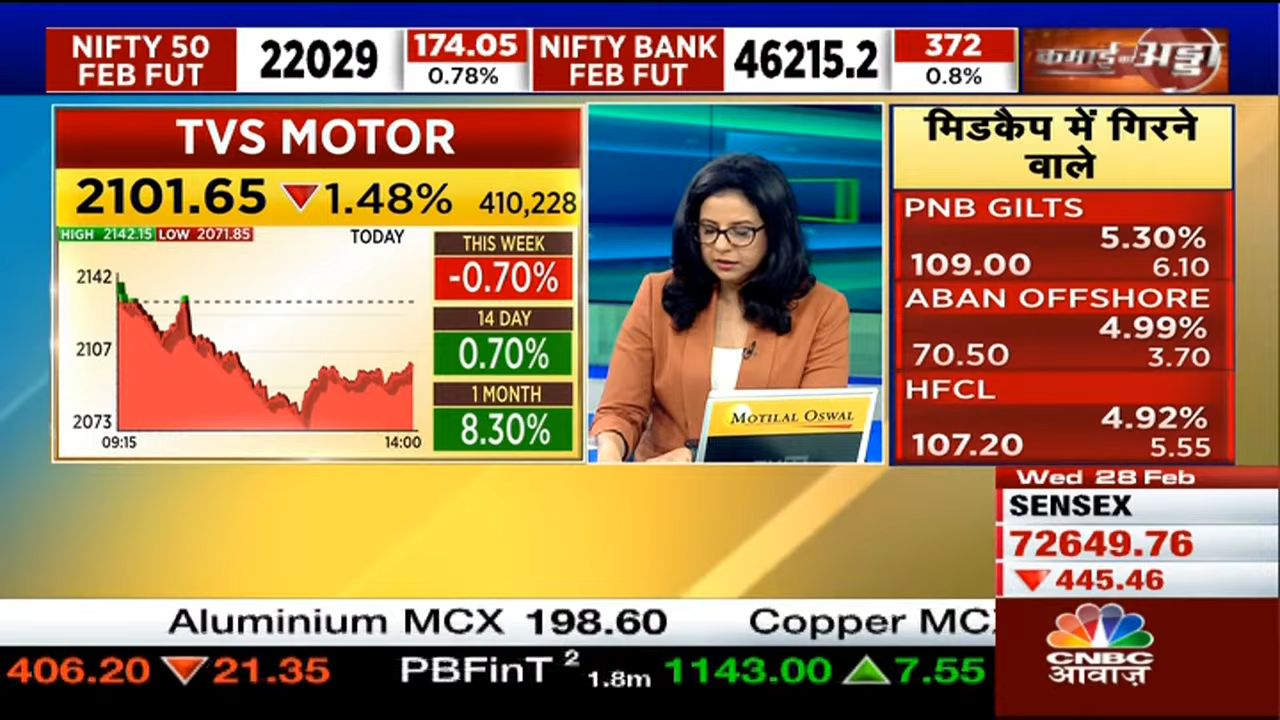 NIFTY 50
FEB FUT
22029
174.05
0.78%
NIFTY BANK
FEB FUT
46215.2
372
0.8%
कमाई का अड्डा
TVS MOTOR
2101.65 ▼ 1.48% 410,228
HIGH 2142.15 LOW 2071.85
TODAY
2142
2107
2073
09:15 14:00
THIS WEEK
-0.70%
14 DAY
0.70%
1 MONTH
8.30%
MOTILAL OSWAL
मिडकैप में गिरने
वाले
PNB GILTS
5.30%
109.00 6.10
ABAN OFFSHORE
4.99%
70.50 3.70
HFCL
4.92%
107.20 5.55
Wed 28 Feb
SENSEX
72649.76
▼ 445.46
Aluminium MCX 198.60 Copper MC
406.20 ▼ 21.35 PBFinT 2 1.8m 1143.00 ▲ 7.55
CNBC
आवाज़